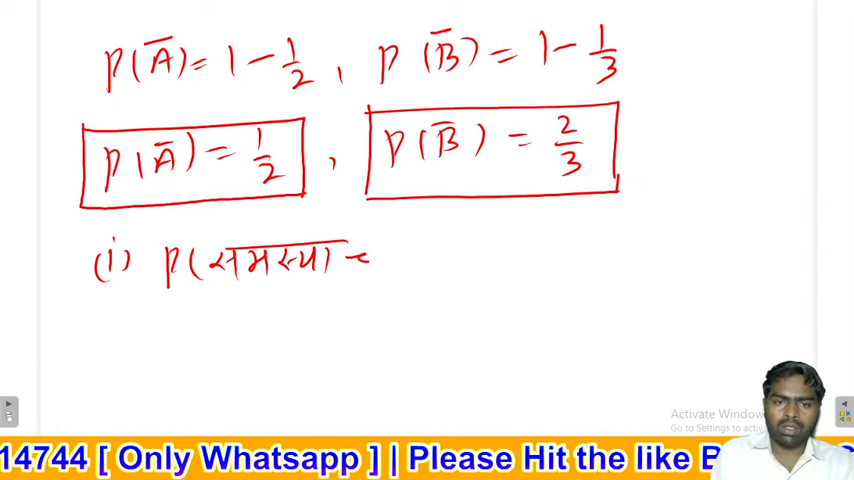 P(A̅) = 1 - 1/2 , P(B̅) = 1 - 1/3
P(A̅) = 1/2 , P(B̅) = 2/3
(i) P( समस्या
Activate Window
Go to Settings to activ
14744 [ Only Whatsapp ] | Please Hit the like B